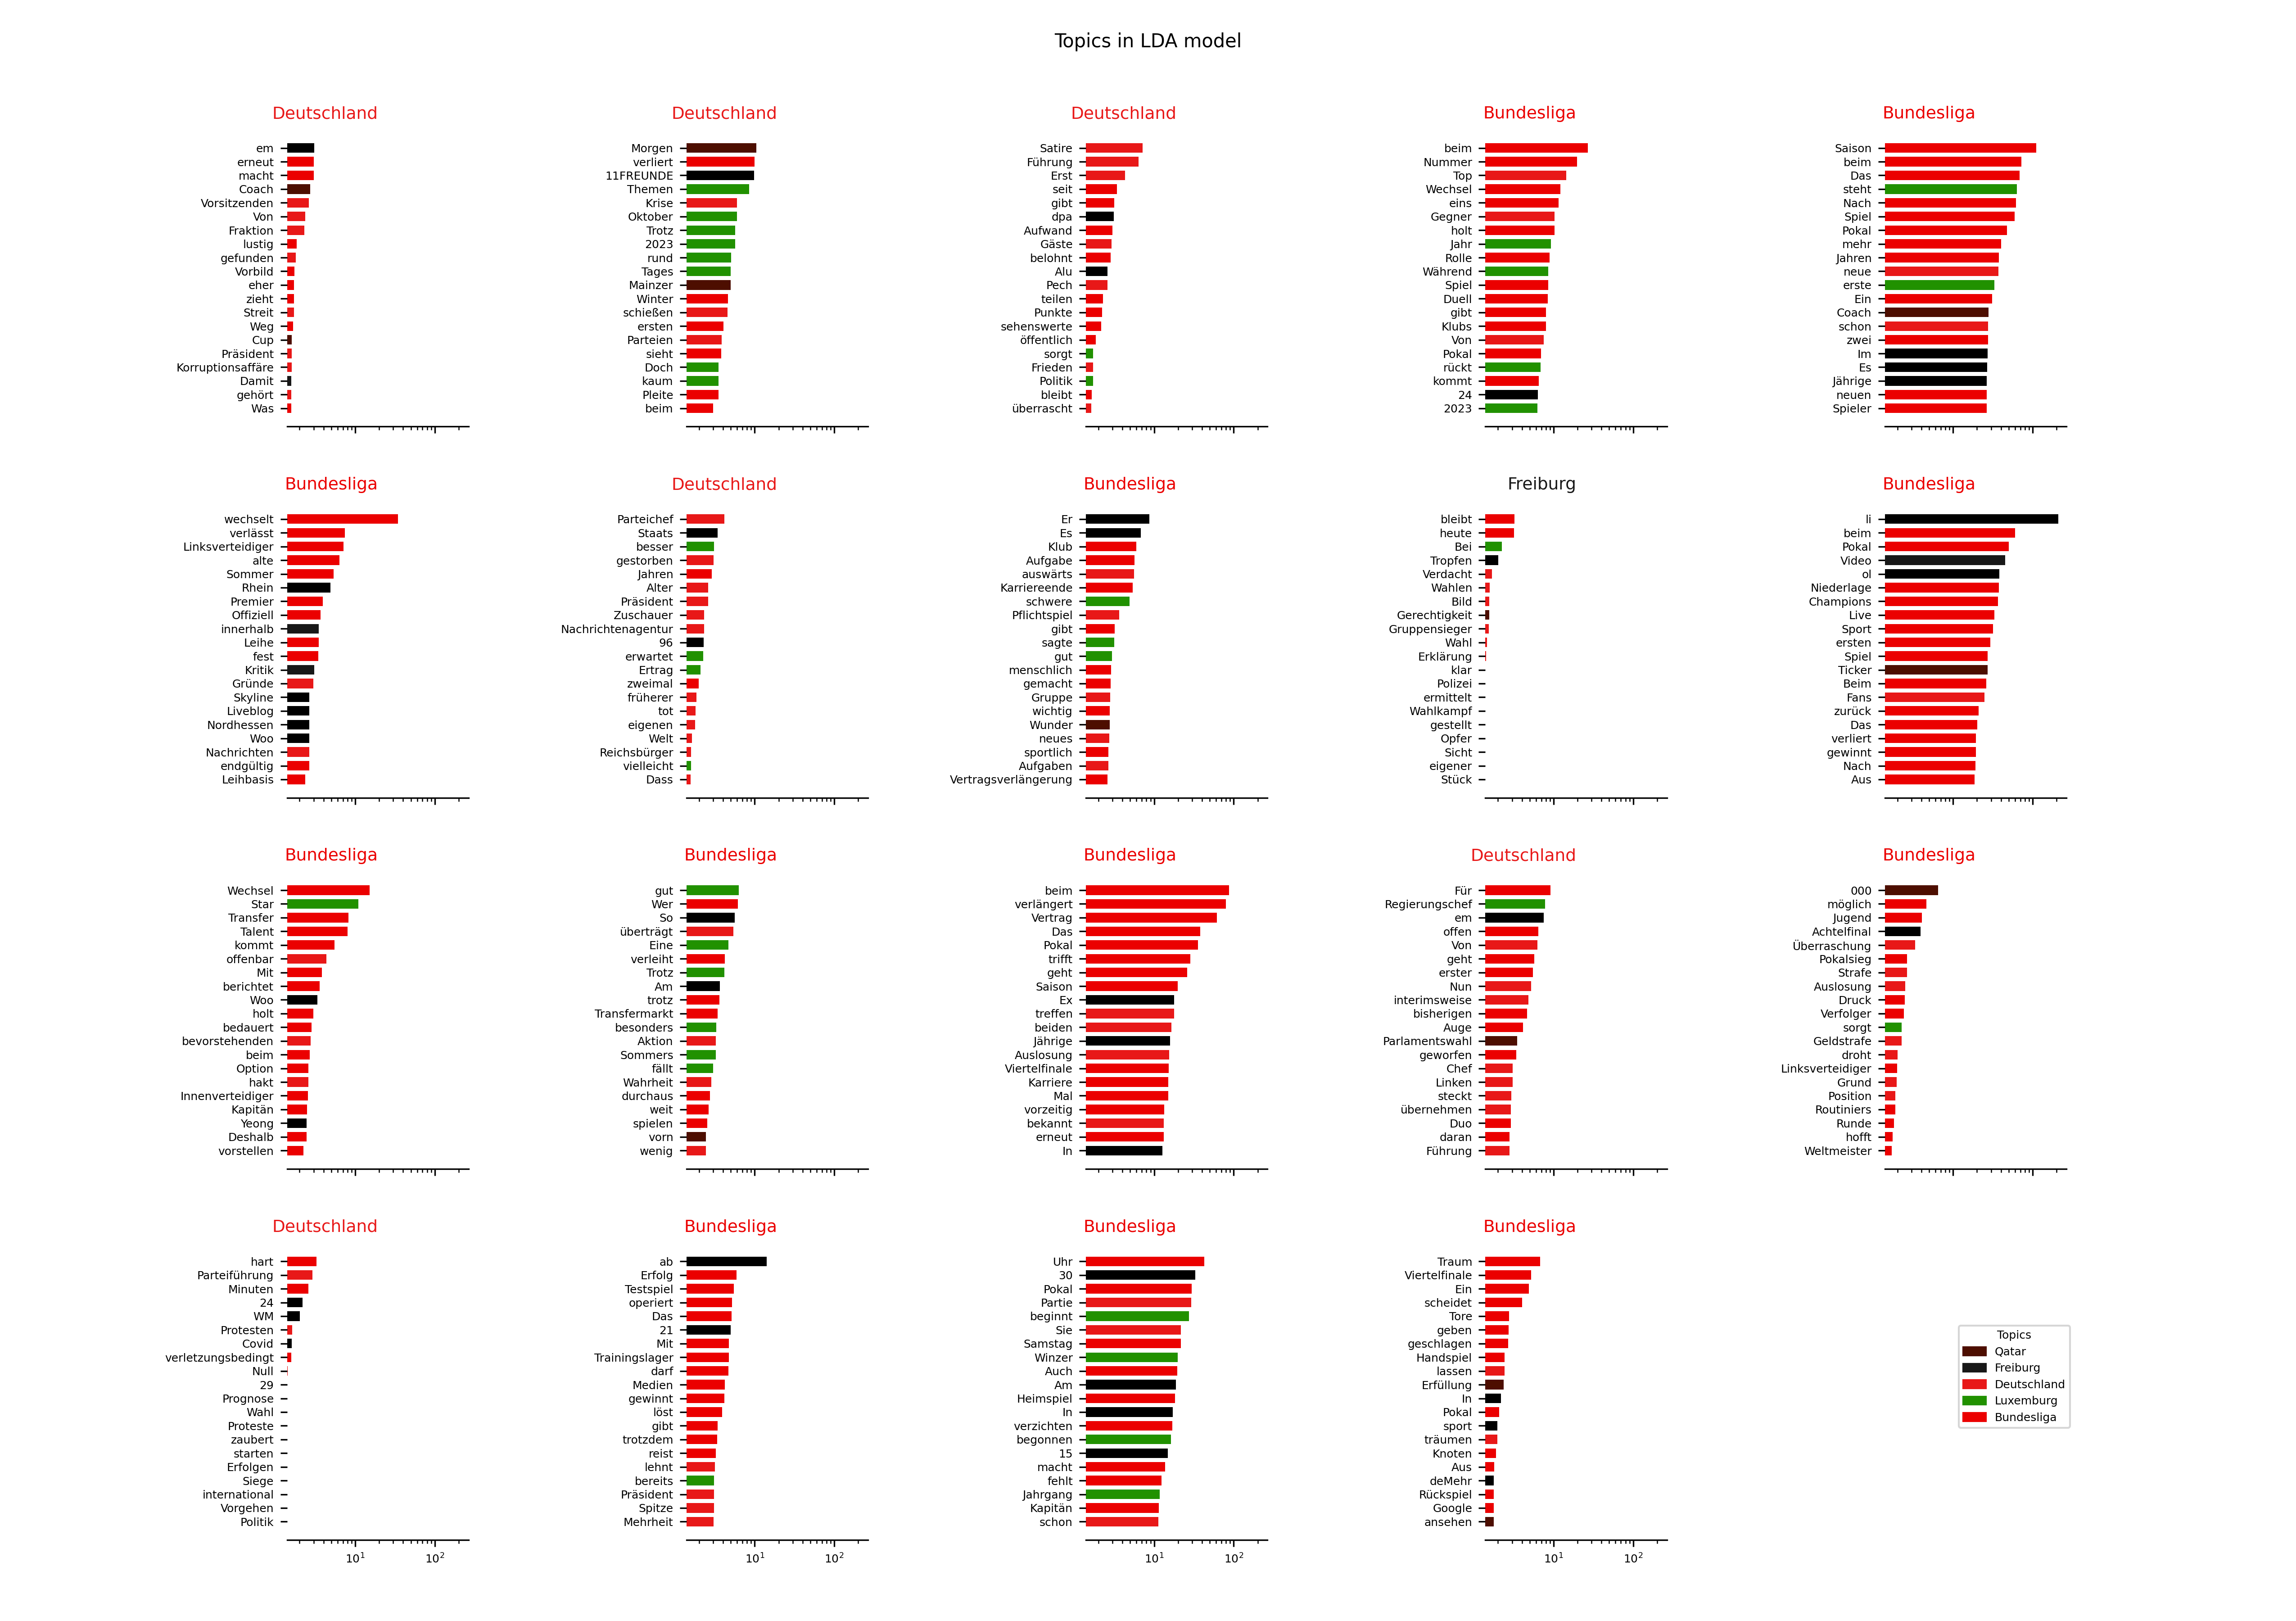 Topics in LDA model
Deutschland
em
erneut
macht
Coach
Vorsitzenden
Von
Fraktion
lustig
gefunden
Vorbild
eher
zieht
Streit
Weg
Cup
Präsident
Korruptionsaffäre
Damit
gehört
Was
Deutschland
Morgen
verliert
11FREUNDE
Themen
Krise
Oktober
Trotz
2023
rund
Tages
Mainzer
Winter
schießen
ersten
Parteien
sieht
Doch
kaum
Pleite
beim
Deutschland
Satire
Führung
Erst
seit
gibt
dpa
Aufwand
Gäste
belohnt
Alu
Pech
teilen
Punkte
sehenswerte
öffentlich
sorgt
Frieden
Politik
bleibt
überrascht
Bundesliga
beim
Nummer
Top
Wechsel
eins
Gegner
holt
Jahr
Rolle
Während
Spiel
Duell
gibt
Klubs
Von
Pokal
rückt
kommt
24
2023
Bundesliga
Saison
beim
Das
steht
Nach
Spiel
Pokal
mehr
Jahren
neue
erste
Ein
Coach
schon
zwei
Im
Es
Jährige
neuen
Spieler
Bundesliga
wechselt
verlässt
Linksverteidiger
alte
Sommer
Rhein
Premier
Offiziell
innerhalb
Leihe
fest
Kritik
Gründe
Skyline
Liveblog
Nordhessen
Woo
Nachrichten
endgültig
Leihbasis
Deutschland
Parteichef
Staats
besser
gestorben
Jahren
Alter
Präsident
Zuschauer
Nachrichtenagentur
96
erwartet
Ertrag
zweimal
früherer
tot
eigenen
Welt
Reichsbürger
vielleicht
Dass
Bundesliga
Er
Es
Klub
Aufgabe
auswärts
Karriereende
schwere
Pflichtspiel
gibt
sagte
gut
menschlich
gemacht
Gruppe
wichtig
Wunder
neues
sportlich
Aufgaben
Vertragsverlängerung
Freiburg
bleibt
heute
Bei
Tropfen
Verdacht
Wahlen
Bild
Gerechtigkeit
Gruppensieger
Wahl
Erklärung
klar
Polizei
ermittelt
Wahlkampf
gestellt
Opfer
Sicht
eigener
Stück
Bundesliga
li
beim
Pokal
Video
ol
Niederlage
Champions
Live
Sport
ersten
Spiel
Ticker
Beim
Fans
zurück
Das
verliert
gewinnt
Nach
Aus
Bundesliga
Wechsel
Star
Transfer
Talent
kommt
offenbar
Mit
berichtet
Woo
holt
bedauert
bevorstehenden
beim
Option
hakt
Innenverteidiger
Kapitän
Yeong
Deshalb
vorstellen
Bundesliga
gut
Wer
So
überträgt
Eine
verleiht
Trotz
Am
trotz
Transfermarkt
besonders
Aktion
Sommers
fällt
Wahrheit
durchaus
weit
spielen
vorn
wenig
Bundesliga
beim
verlängert
Vertrag
Das
Pokal
trifft
geht
Saison
Ex
treffen
beiden
Jährige
Auslosung
Viertelfinale
Karriere
Mal
vorzeitig
bekannt
erneut
In
Deutschland
Für
Regierungschef
em
offen
Von
geht
erster
Nun
interimsweise
bisherigen
Auge
Parlamentswahl
geworfen
Chef
Linken
steckt
übernehmen
Duo
daran
Führung
Bundesliga
000
möglich
Jugend
Achtelfinal
Überraschung
Pokalsieg
Strafe
Auslosung
Druck
Verfolger
sorgt
Geldstrafe
droht
Linksverteidiger
Grund
Position
Routiniers
Runde
hofft
Weltmeister
Deutschland
hart
Parteiführung
Minuten
24
WM
Protesten
Covid
verletzungsbedingt
Null
29
Prognose
Wahl
Proteste
zaubert
starten
Erfolgen
Siege
international
Vorgehen
Politik
10¹ 10²
Bundesliga
ab
Erfolg
Testspiel
operiert
Das
21
Mit
Trainingslager
darf
Medien
gewinnt
löst
gibt
trotzdem
reist
lehnt
bereits
Präsident
Spitze
Mehrheit
10¹ 10²
Bundesliga
Uhr
30
Pokal
Partie
beginnt
Sie
Samstag
Winzer
Auch
Am
Heimspiel
In
verzichten
begonnen
15
macht
fehlt
Jahrgang
Kapitän
schon
10¹ 10²
Bundesliga
Traum
Viertelfinale
Ein
scheidet
Tore
geben
geschlagen
Handspiel
lassen
Erfüllung
In
Pokal
sport
träumen
Knoten
Aus
deMehr
Rückspiel
Google
ansehen
10¹ 10²
Topics
Qatar
Freiburg
Deutschland
Luxemburg
Bundesliga